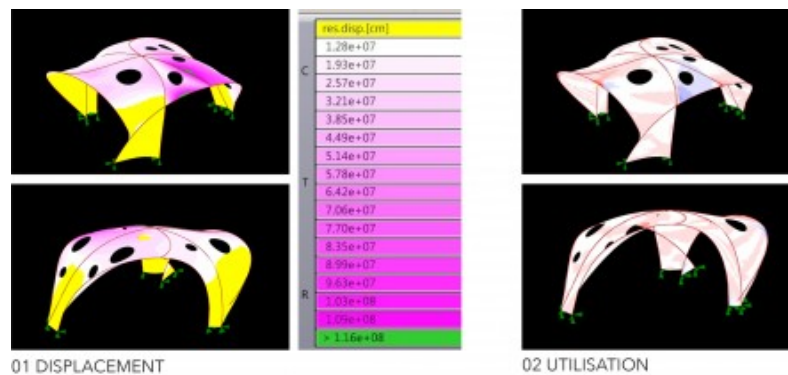 res.disp.[cm]
1.28e+07
1.93e+07
C
2.57e+07
3.21e+07
3.85e+07
4.49e+07
5.14e+07
5.78e+07
T
6.42e+07
7.06e+07
7.70e+07
8.35e+07
8.99e+07
9.63e+07
R
1.03e+08
1.09e+08
> 1.16e+08
01 DISPLACEMENT
02 UTILISATION